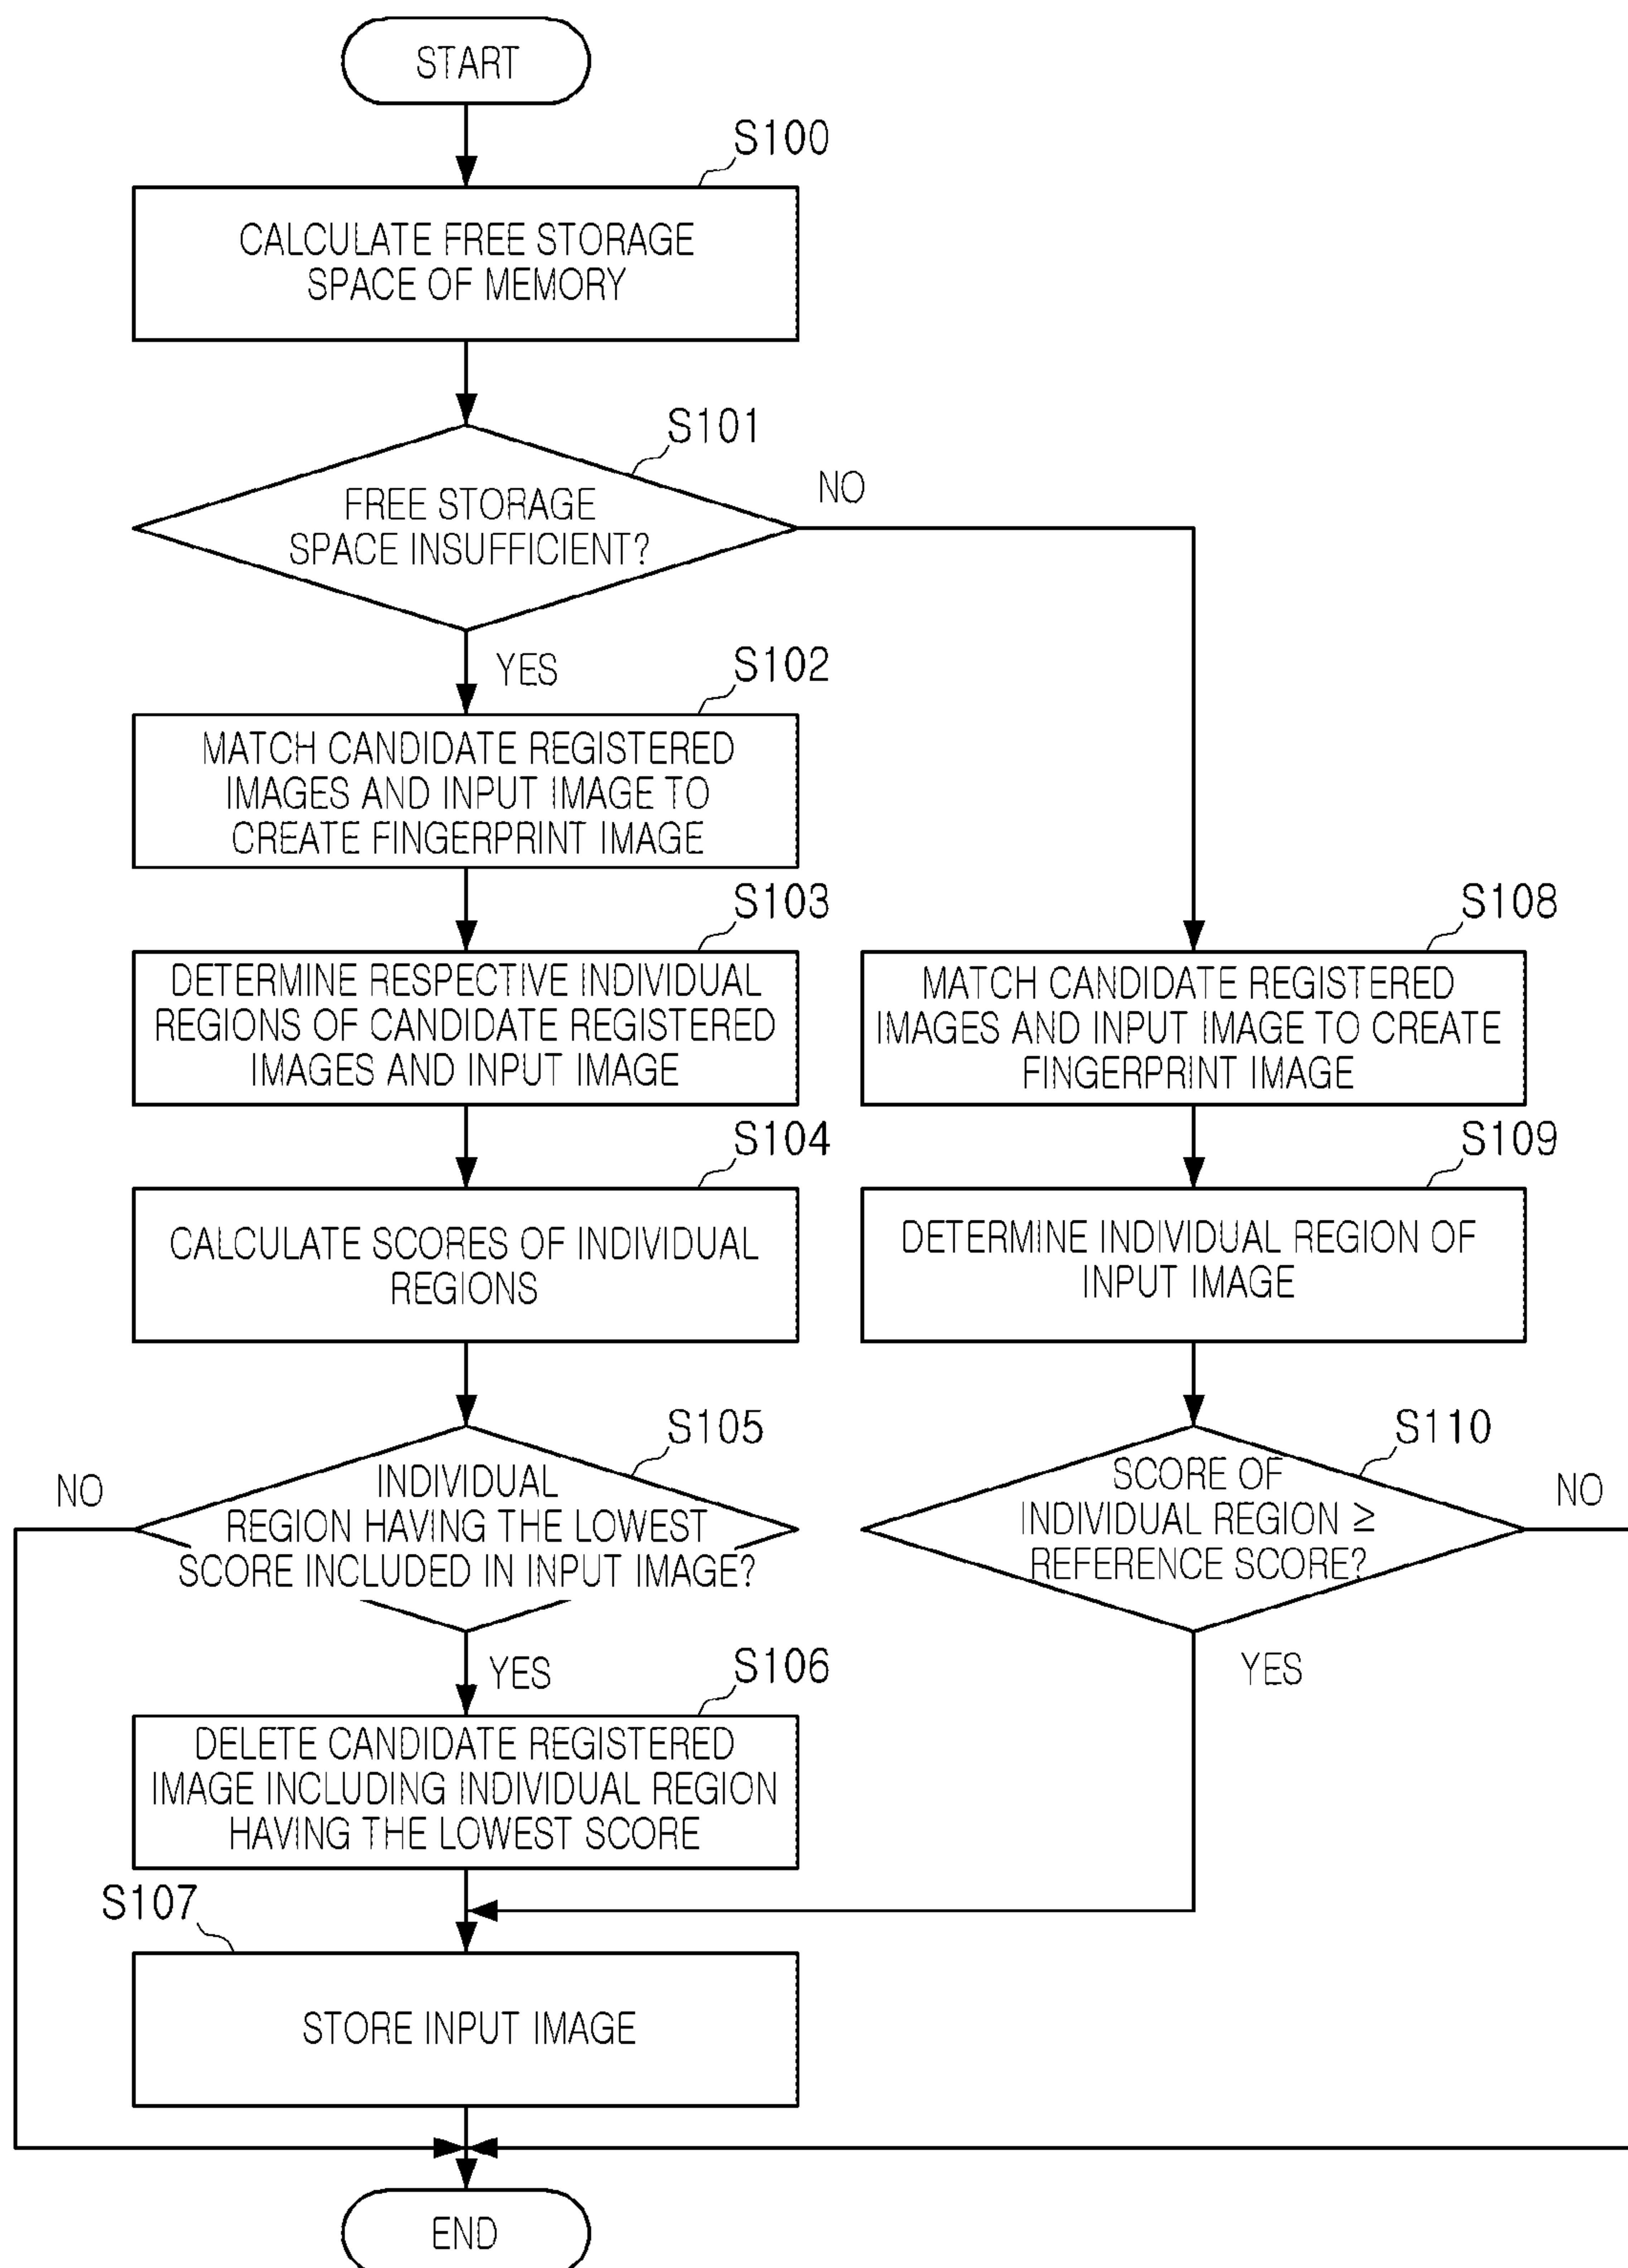 START
S100
CALCULATE FREE STORAGE
SPACE OF MEMORY
S101
FREE STORAGE
SPACE INSUFFICIENT?
NO
YES
S102
MATCH CANDIDATE REGISTERED
IMAGES AND INPUT IMAGE TO
CREATE FINGERPRINT IMAGE
S103
DETERMINE RESPECTIVE INDIVIDUAL
REGIONS OF CANDIDATE REGISTERED
IMAGES AND INPUT IMAGE
S104
CALCULATE SCORES OF INDIVIDUAL
REGIONS
S105
INDIVIDUAL
REGION HAVING THE LOWEST
SCORE INCLUDED IN INPUT IMAGE?
NO
YES
S106
DELETE CANDIDATE REGISTERED
IMAGE INCLUDING INDIVIDUAL REGION
HAVING THE LOWEST SCORE
S107
STORE INPUT IMAGE
S108
MATCH CANDIDATE REGISTERED
IMAGES AND INPUT IMAGE TO CREATE
FINGERPRINT IMAGE
S109
DETERMINE INDIVIDUAL REGION OF
INPUT IMAGE
S110
SCORE OF
INDIVIDUAL REGION ≥
REFERENCE SCORE?
NO
YES
END